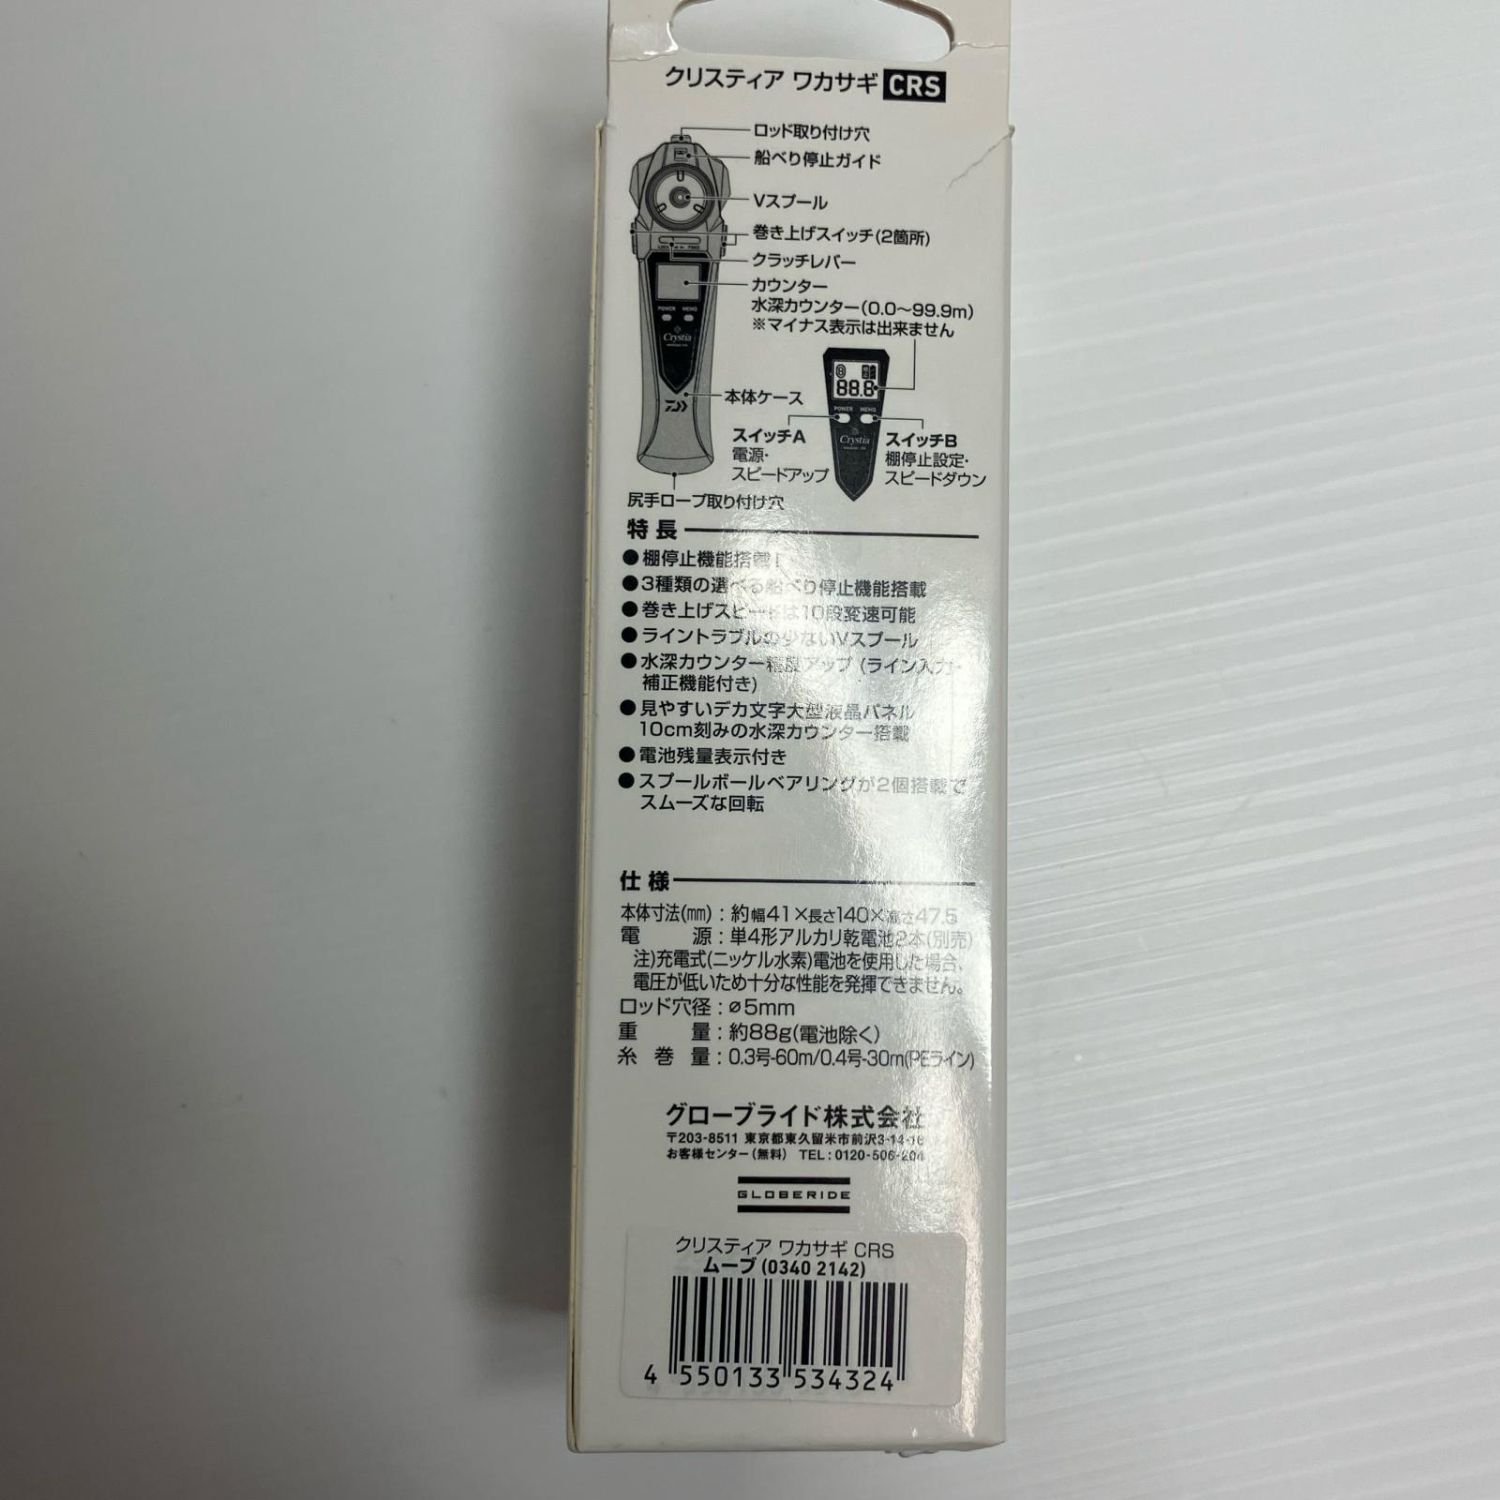 クリスティア ワカサギ CRS
ロッド取り付け穴
船べり停止ガイド
Vスプール
巻き上げスイッチ(2箇所)
クラッチレバー
カウンター
水深カウンター(0.0〜99.9m)
※マイナス表示は出来ません
POWER MEMO
Crystia
88.8
POWER MEMO
Crystia
本体ケース
スイッチA
電源・
スピードアップ
スイッチB
棚停止設定・
スピードダウン
尻手ロープ取り付け穴
特長
●棚停止機能搭載!
●3種類の選べる船べり停止機能搭載
●巻き上げスピードは10段変速可能
●ライントラブルの少ないVスプール
●水深カウンター精度アップ (ライン入力・
補正機能付き)
●見やすいデカ文字大型液晶パネル
10cm刻みの水深カウンター搭載
●電池残量表示付き
●スプールボールベアリングが2個搭載で
スムーズな回転
仕様
本体寸法(mm):約幅41×長さ140×高さ47.5
電源:単4形アルカリ乾電池2本(別売)
注)充電式(ニッケル水素)電池を使用した場合、
電圧が低いため十分な性能を発揮できません。
ロッド穴径:⌀5mm
重量:約88g(電池除く)
糸巻量:0.3号-60m/0.4号-30m(PEライン)
グローブライド株式会社
〒203-8511 東京都東久留米市前沢3-14-16
お客様センター(無料) TEL:0120-506-204
GLOBERIDE
クリスティア ワカサギ CRS
ムーブ(0340 2142)
4 550133 534324